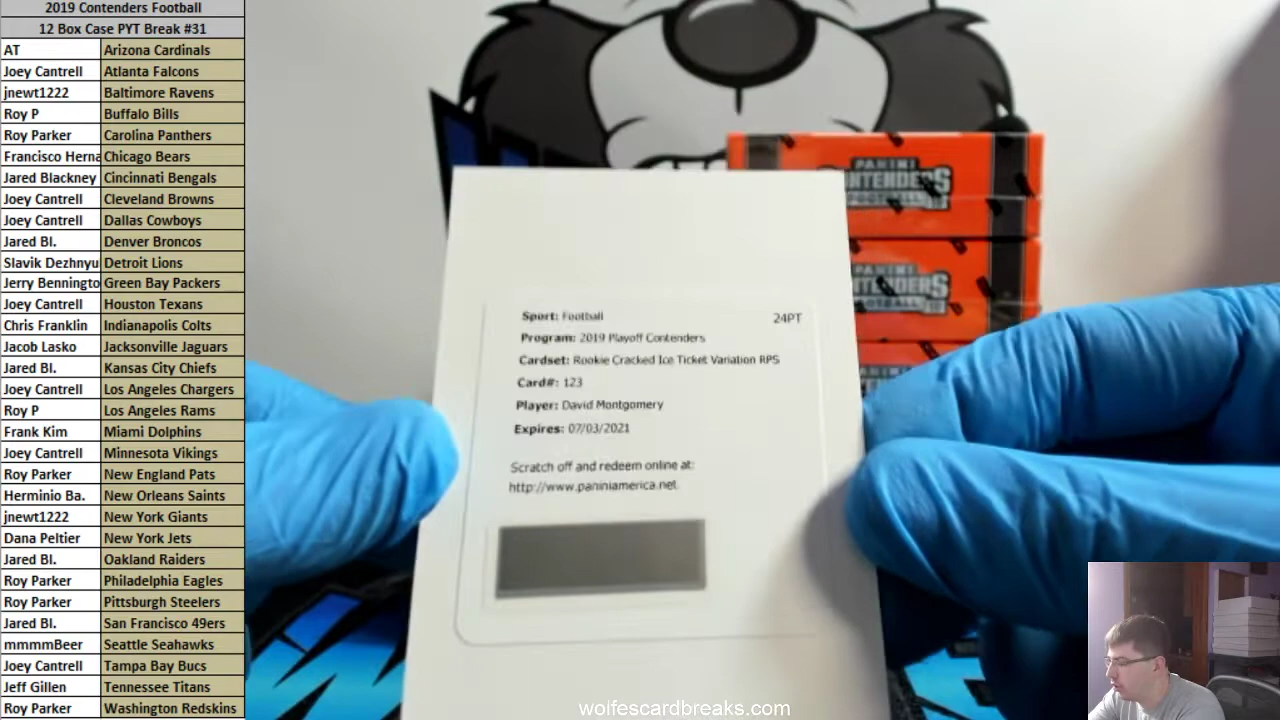 2019 Contenders Football
12 Box Case PYT Break #31
AT Arizona Cardinals
Joey Cantrell Atlanta Falcons
jnewt1222 Baltimore Ravens
Roy P Buffalo Bills
Roy Parker Carolina Panthers
Francisco Herna Chicago Bears
Jared Blackney Cincinnati Bengals
Joey Cantrell Cleveland Browns
Joey Cantrell Dallas Cowboys
Jared Bl. Denver Broncos
Slavik Dezhnyu Detroit Lions
Jerry Benningto Green Bay Packers
Joey Cantrell Houston Texans
Chris Franklin Indianapolis Colts
Jacob Lasko Jacksonville Jaguars
Jared Bl. Kansas City Chiefs
Joey Cantrell Los Angeles Chargers
Roy P Los Angeles Rams
Frank Kim Miami Dolphins
Joey Cantrell Minnesota Vikings
Roy Parker New England Pats
Herminio Ba. New Orleans Saints
jnewt1222 New York Giants
Dana Peltier New York Jets
Jared Bl. Oakland Raiders
Roy Parker Philadelphia Eagles
Roy Parker Pittsburgh Steelers
Jared Bl. San Francisco 49ers
mmmmBeer Seattle Seahawks
Joey Cantrell Tampa Bay Bucs
Jeff Gillen Tennessee Titans
Roy Parker Washington Redskins
PANINI
NTENDERS
FOOTBALL
PANINI
NTENDERS
FOOTBALL
Sport: Football 24PT
Program: 2019 Playoff Contenders
Cardset: Rookie Cracked Ice Ticket Variation RPS
Card#: 123
Player: David Montgomery
Expires: 07/03/2021
Scratch off and redeem online at:
http://www.paniniamerica.net
wolfescardbreaks.com